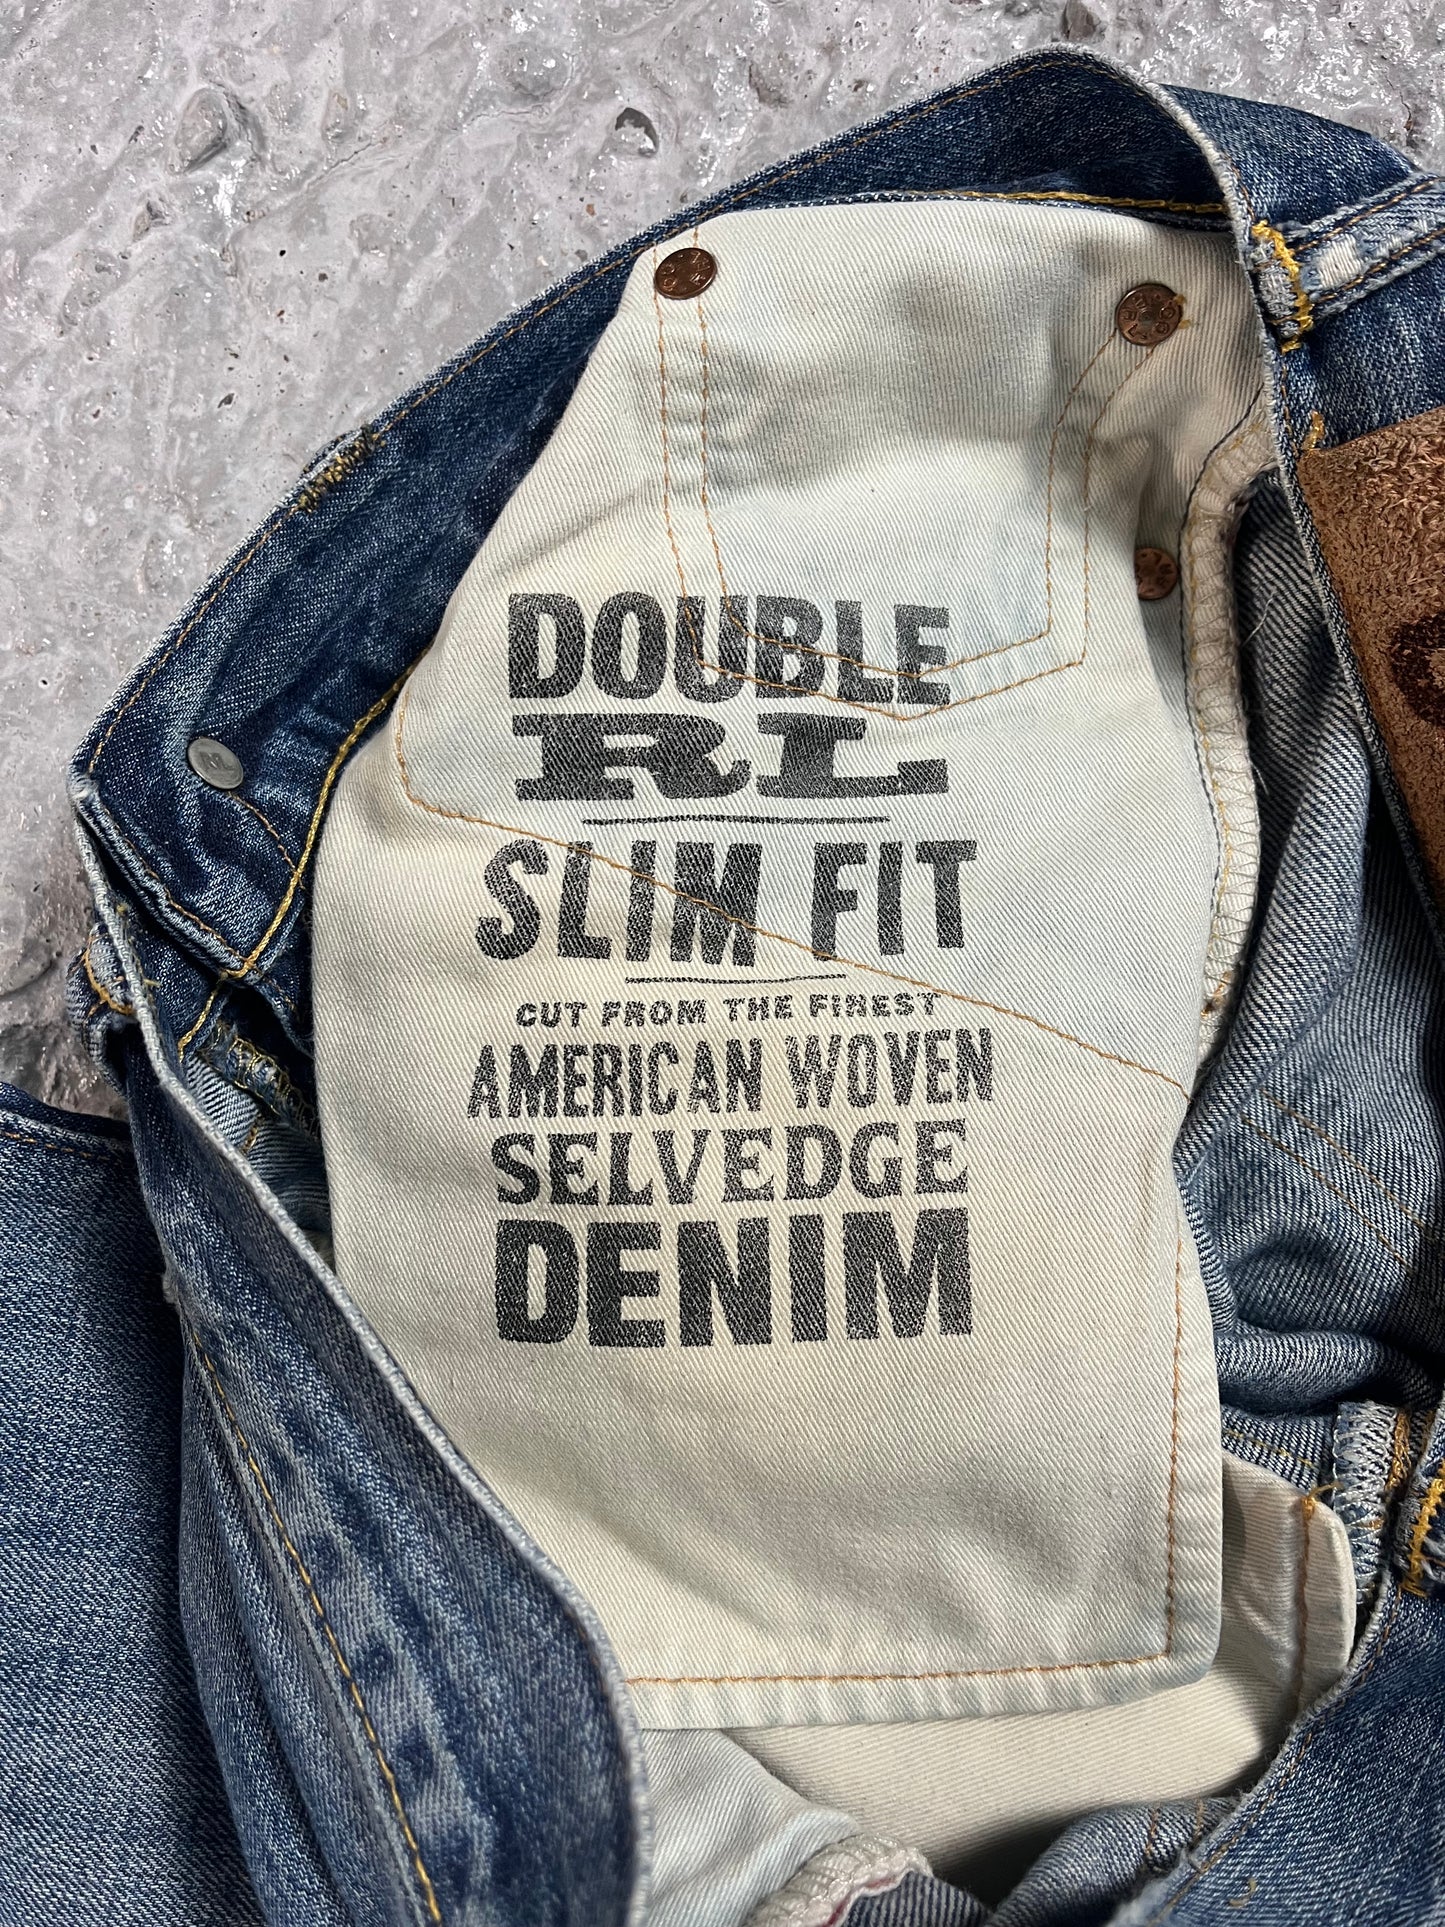 DOUBLE
RL
SLIM FIT
CUT FROM THE FINEST
AMERICAN WOVEN
SELVEDGE
DENIM